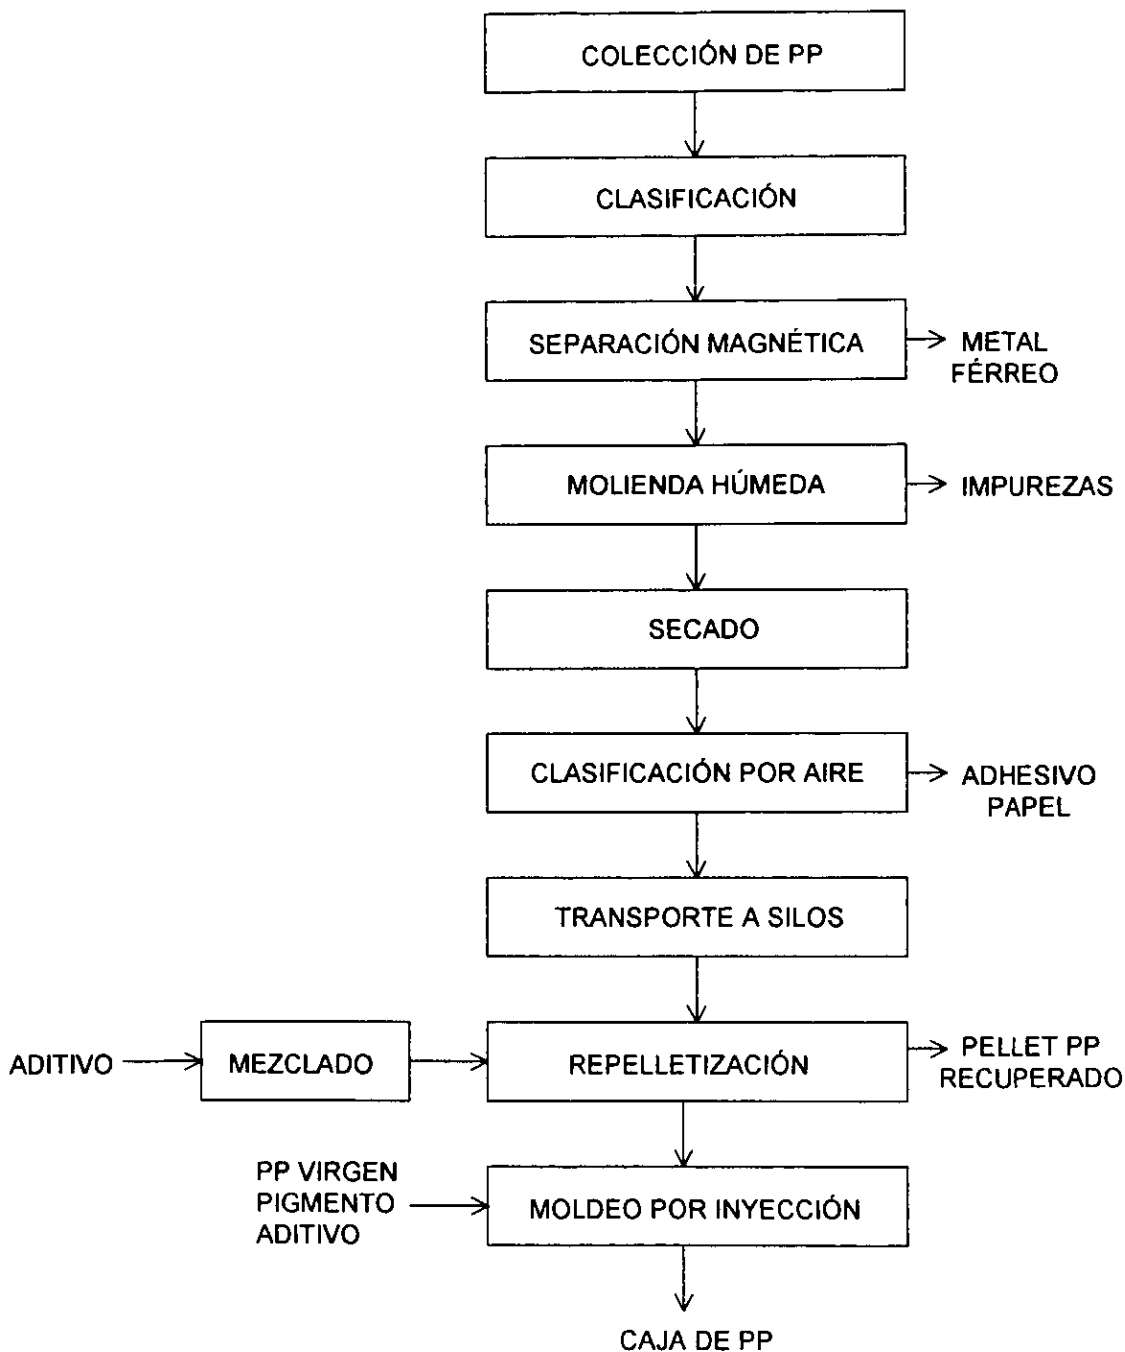 COLECCIÓN DE PP
CLASIFICACIÓN
SEPARACIÓN MAGNÉTICA
METAL
FÉRREO
MOLIENDA HÚMEDA
IMPUREZAS
SECADO
CLASIFICACIÓN POR AIRE
ADHESIVO
PAPEL
TRANSPORTE A SILOS
ADITIVO
MEZCLADO
REPELLETIZACIÓN
PELLET PP
RECUPERADO
PP VIRGEN
PIGMENTO
ADITIVO
MOLDEO POR INYECCIÓN
CAJA DE PP